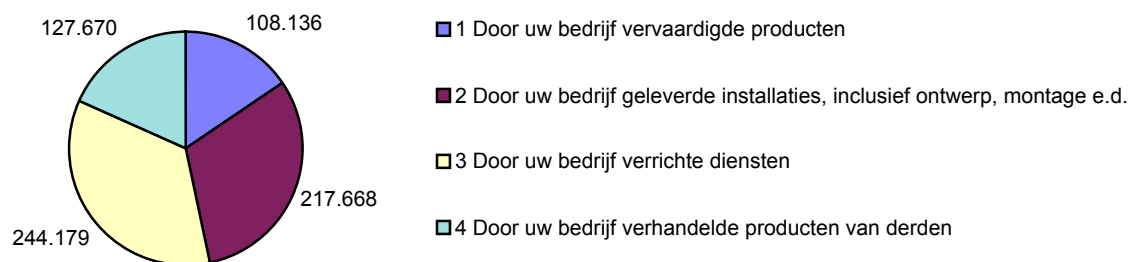 127.670
108.136
217.668
244.179
1 Door uw bedrijf vervaardigde producten
2 Door uw bedrijf geleverde installaties, inclusief ontwerp, montage e.d.
3 Door uw bedrijf verrichte diensten
4 Door uw bedrijf verhandelde producten van derden